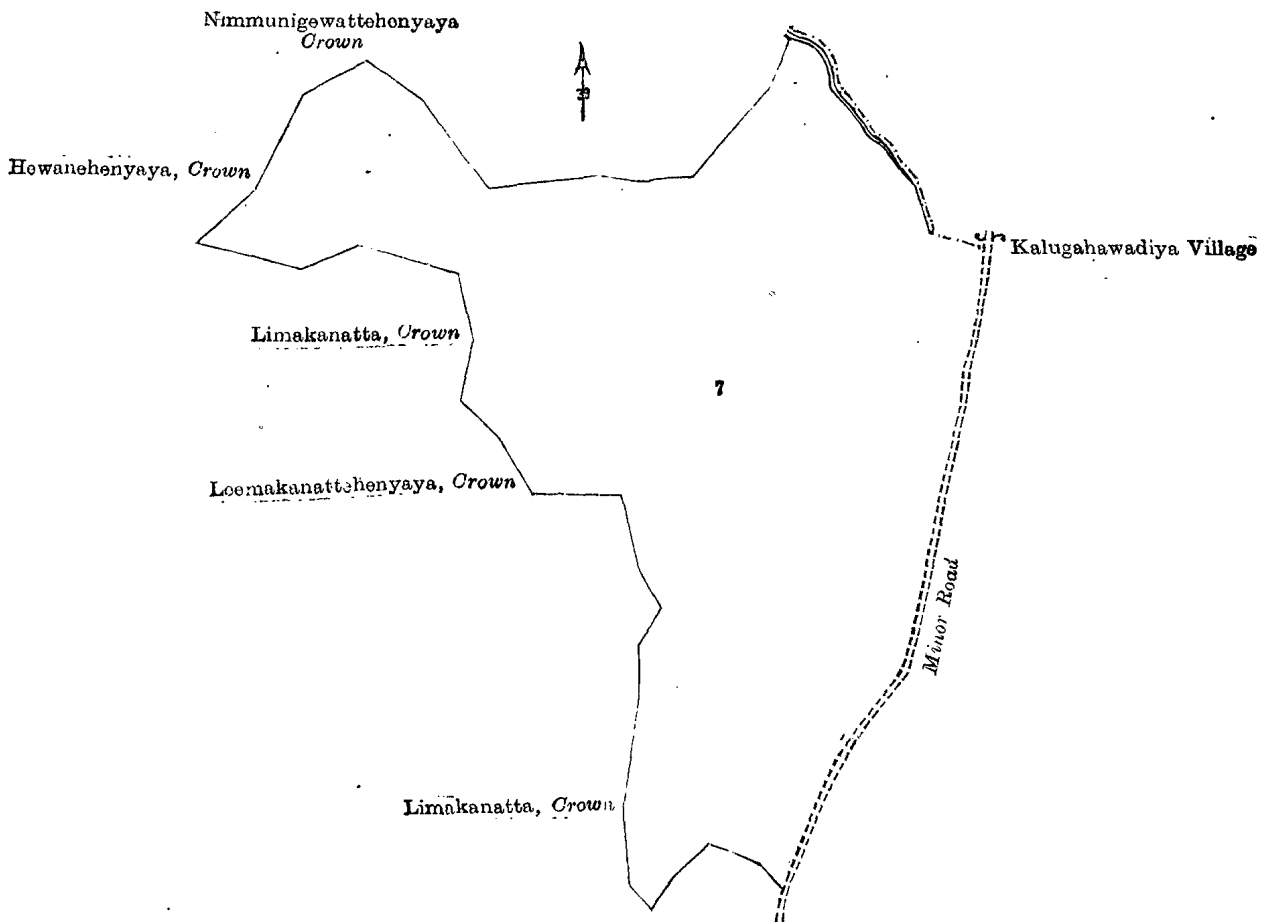 Nimmunigewattehenyaya
Crown
Hewanehenyaya, Crown
Kalugahawadiya Village
Limakanatta, Crown
7
Leemakanattehenyaya, Crown
Minor Road
Limakanatta, Crown